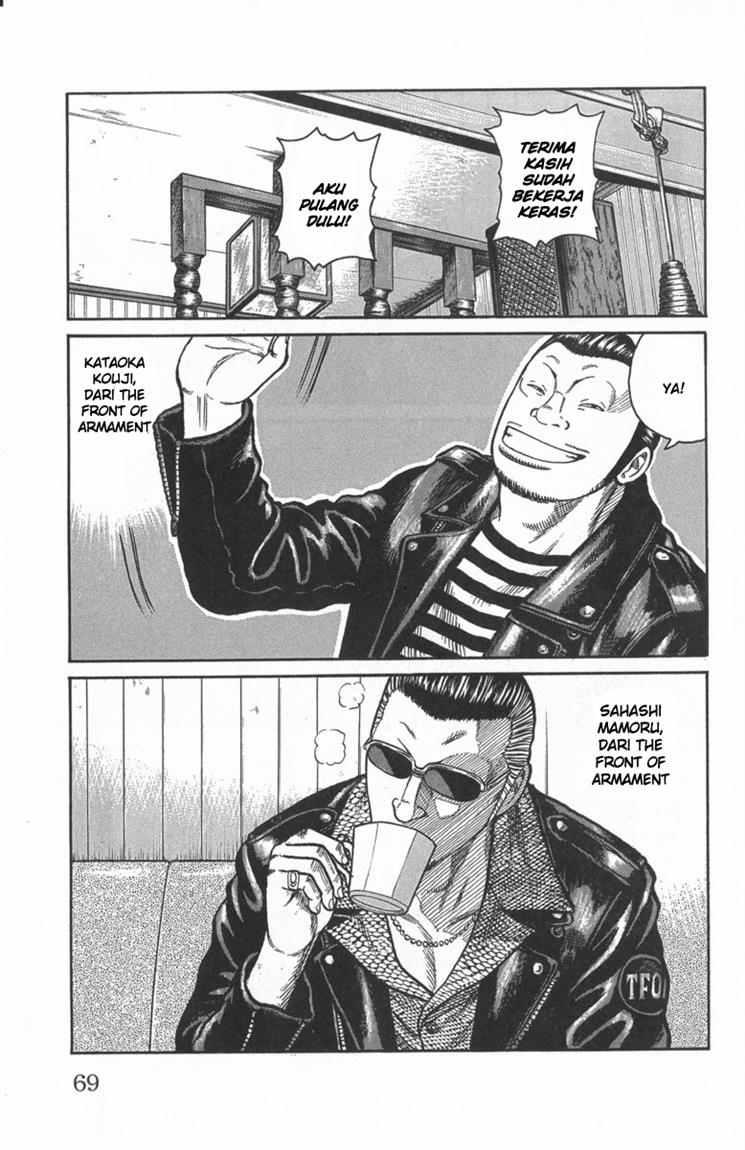 TERIMA
KASIH
SUDAH
BEKERJA
KERAS!
AKU
PULANG
DULU!
YA!
KATAOKA
KOUJI,
DARI THE
FRONT OF
ARMAMENT
SAHASHI
MAMORU,
DARI THE
FRONT OF
ARMAMENT
TFO
69